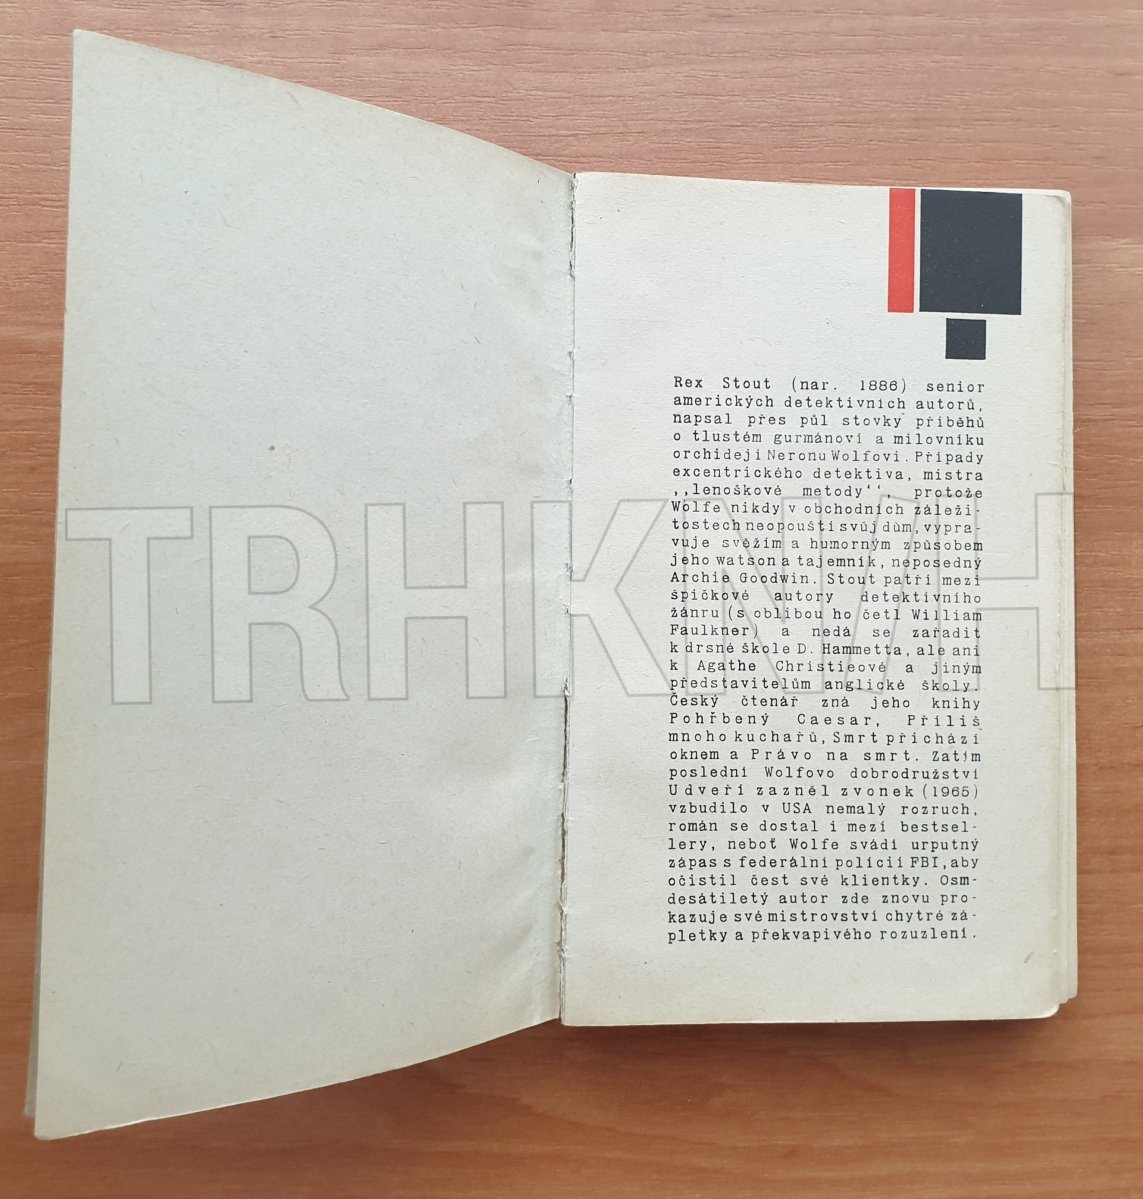 Rex Stout (nar. 1886) senior
amerických detektivních autorů,
napsal přes půl stovky příběhů
o tlustém gurmánovi a milovníku
orchidejí Neronu Wolfovi. Případy
excentrického detektiva, mistra
,,lenoškové metody‘‘, protože
Wolfe nikdy v obchodních záleži-
tostech neopouští svůj dům, vypra-
vuje svěžím a humorným způsobem
jeho watson a tajemník, neposedný
Archie Goodwin. Stout patří mezi
špičkové autory detektivního
žánru (s oblibou ho četl William
Faulkner) a nedá se zařadit
k drsné škole D. Hammetta, ale ani
k Agathe Christieové a jiným
představitelům anglické školy.
Český čtenář zná jeho knihy
Pohřbený Caesar, Příliš
mnoho kuchařů, Smrt přichází
oknem a Právo na smrt. Zatím
poslední Wolfovo dobrodružství
U dveří zazněl zvonek (1965)
vzbudilo v USA nemalý rozruch,
román se dostal i mezi bestsel-
lery, neboť Wolfe svádí urputný
zápas s federální policií FBI, aby
očistil čest své klientky. Osm-
desátiletý autor zde znovu pro-
kazuje své mistrovství chytré zá-
pletky a překvapivého rozuzlení.
TRHKNIH